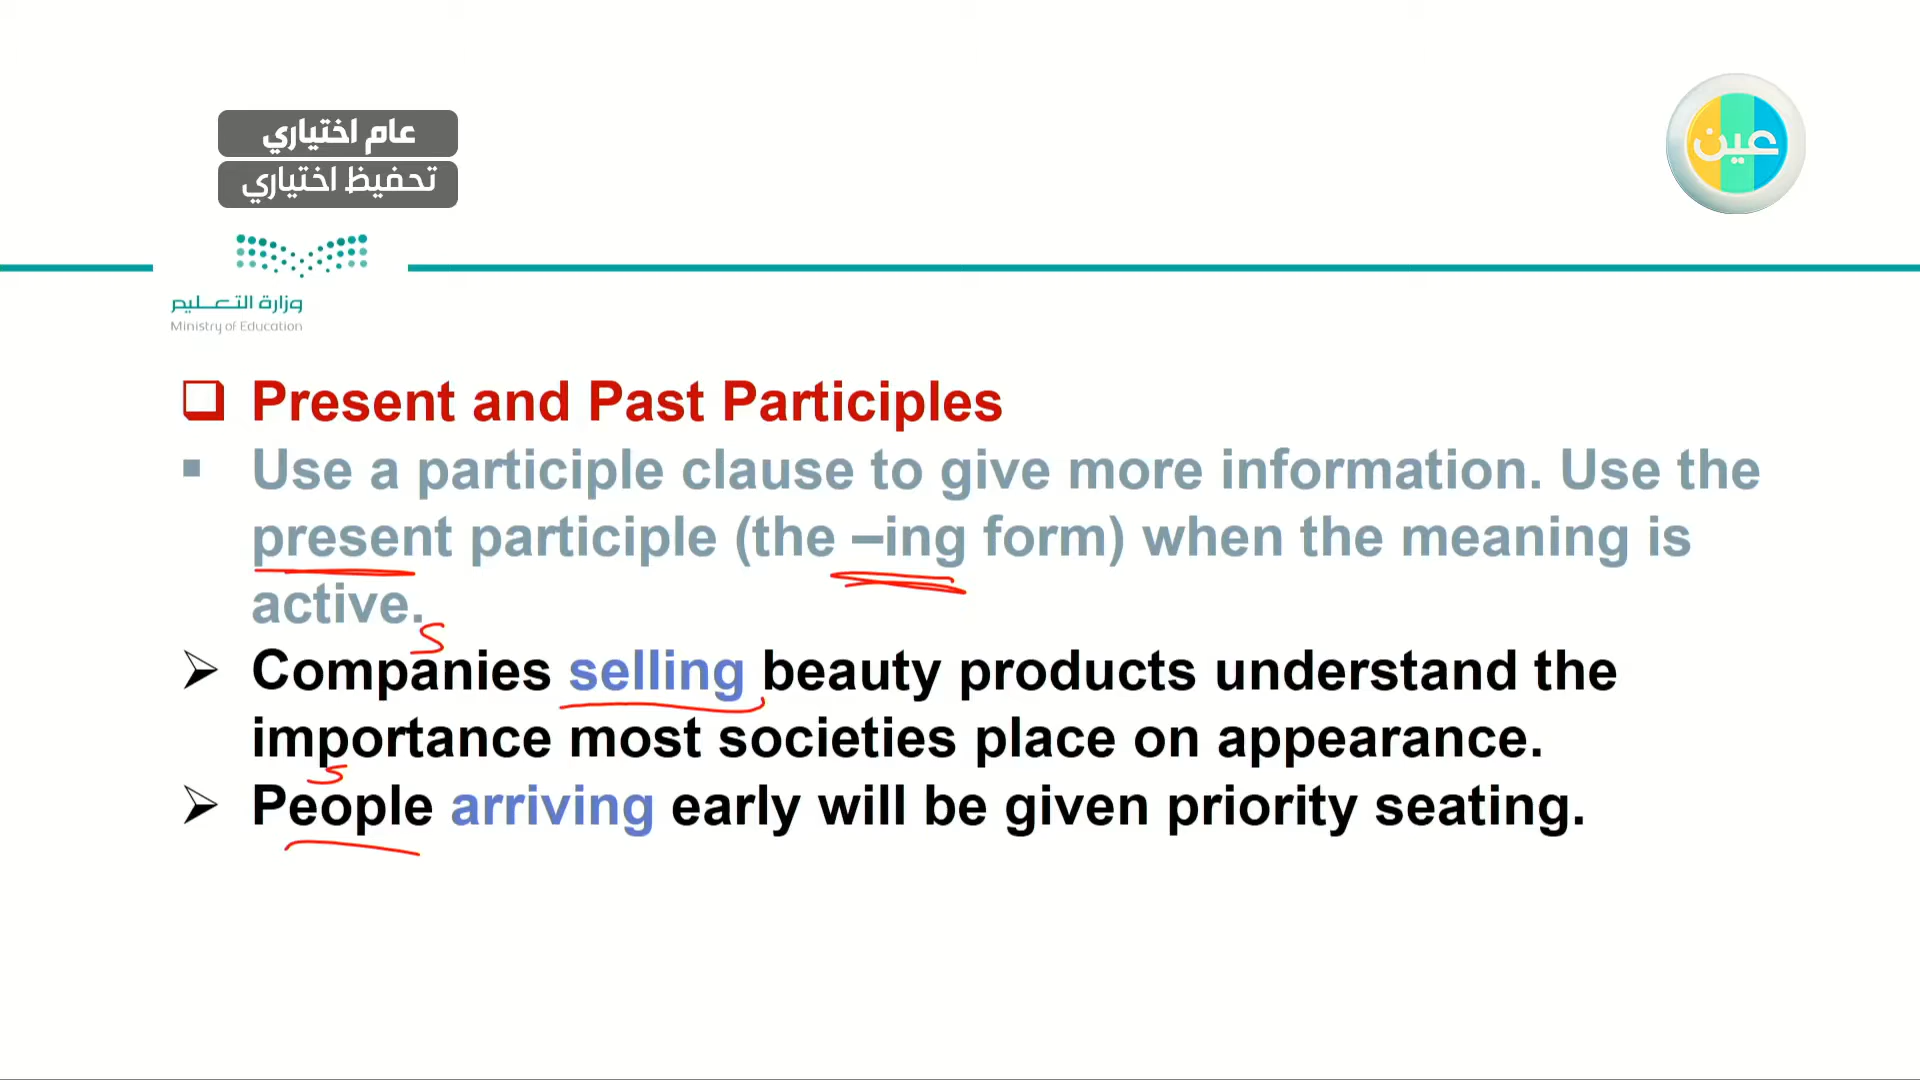 عام اختياري
تحفيظ اختياري
عين
وزارة التعليم
Ministry of Education
Present and Past Participles
Use a participle clause to give more information. Use the
present participle (the –ing form) when the meaning is
active.
S
Companies selling beauty products understand the
importance most societies place on appearance.
S
People arriving early will be given priority seating.